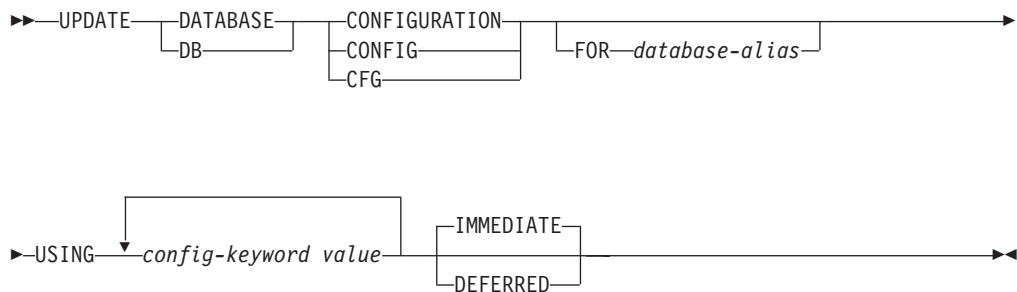 UPDATE DATABASE CONFIGURATION
DB CONFIG FOR database-alias
CFG
IMMEDIATE
USING config-keyword value
DEFERRED